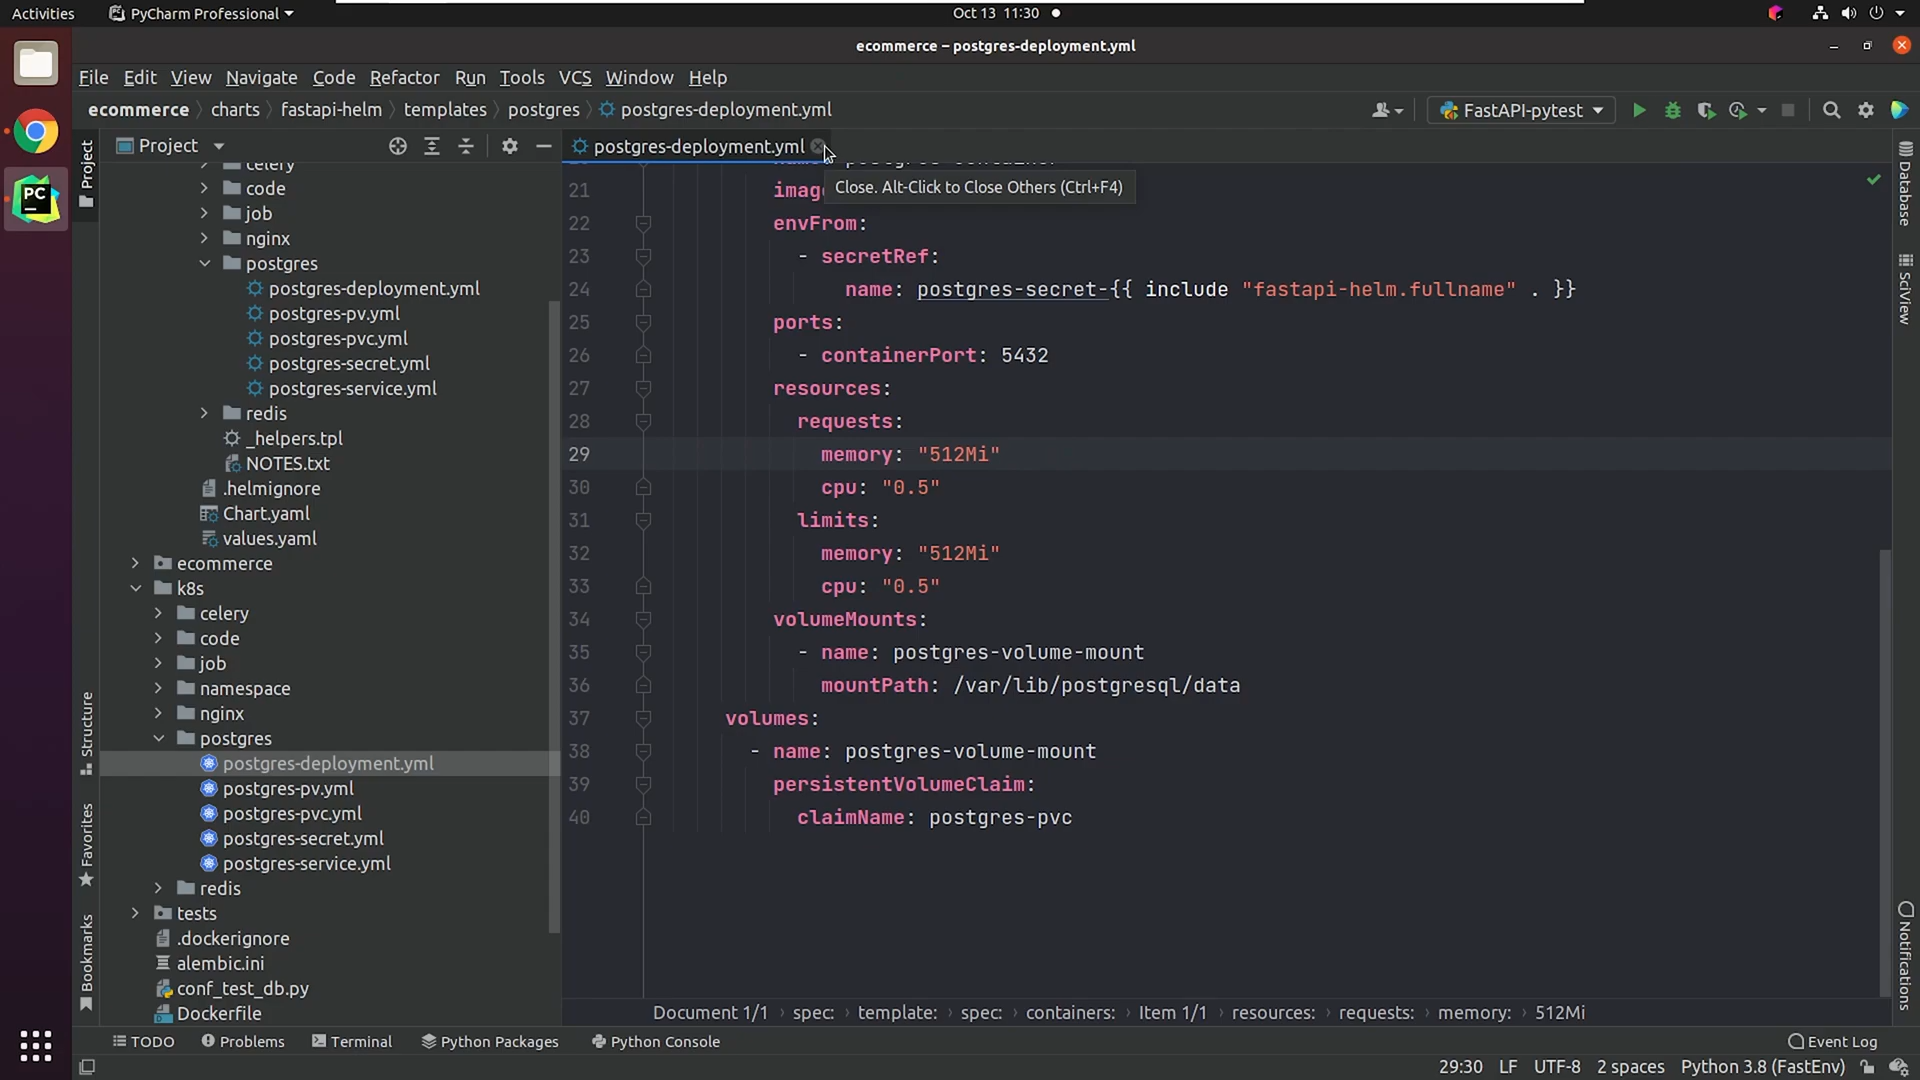 Activities
PyCharm Professional
Oct 13 11:30
ecommerce – postgres-deployment.yml
File Edit View Navigate Code Refactor Run Tools VCS Window Help
ecommerce charts fastapi-helm templates postgres postgres-deployment.yml
FastAPI-pytest
Project
postgres-deployment.yml
Close. Alt-Click to Close Others (Ctrl+F4)
Project
Structure
Favorites
Bookmarks
celery
code
job
nginx
postgres
postgres-deployment.yml
postgres-pv.yml
postgres-pvc.yml
postgres-secret.yml
postgres-service.yml
redis
_helpers.tpl
NOTES.txt
.helmignore
Chart.yaml
values.yaml
ecommerce
k8s
celery
code
job
namespace
nginx
postgres
postgres-deployment.yml
postgres-pv.yml
postgres-pvc.yml
postgres-secret.yml
postgres-service.yml
redis
tests
.dockerignore
alembic.ini
conf_test_db.py
Dockerfile
21 imag
22 envFrom:
23 - secretRef:
24 name: postgres-secret-{{ include "fastapi-helm.fullname" . }}
25 ports:
26 - containerPort: 5432
27 resources:
28 requests:
29 memory: "512Mi"
30 cpu: "0.5"
31 limits:
32 memory: "512Mi"
33 cpu: "0.5"
34 volumeMounts:
35 - name: postgres-volume-mount
36 mountPath: /var/lib/postgresql/data
37 volumes:
38 - name: postgres-volume-mount
39 persistentVolumeClaim:
40 claimName: postgres-pvc
Database
SciView
Notifications
Document 1/1 › spec: › template: › spec: › containers: › Item 1/1 › resources: › requests: › memory: › 512Mi
TODO Problems Terminal Python Packages Python Console Event Log
29:30 LF UTF-8 2 spaces Python 3.8 (FastEnv)